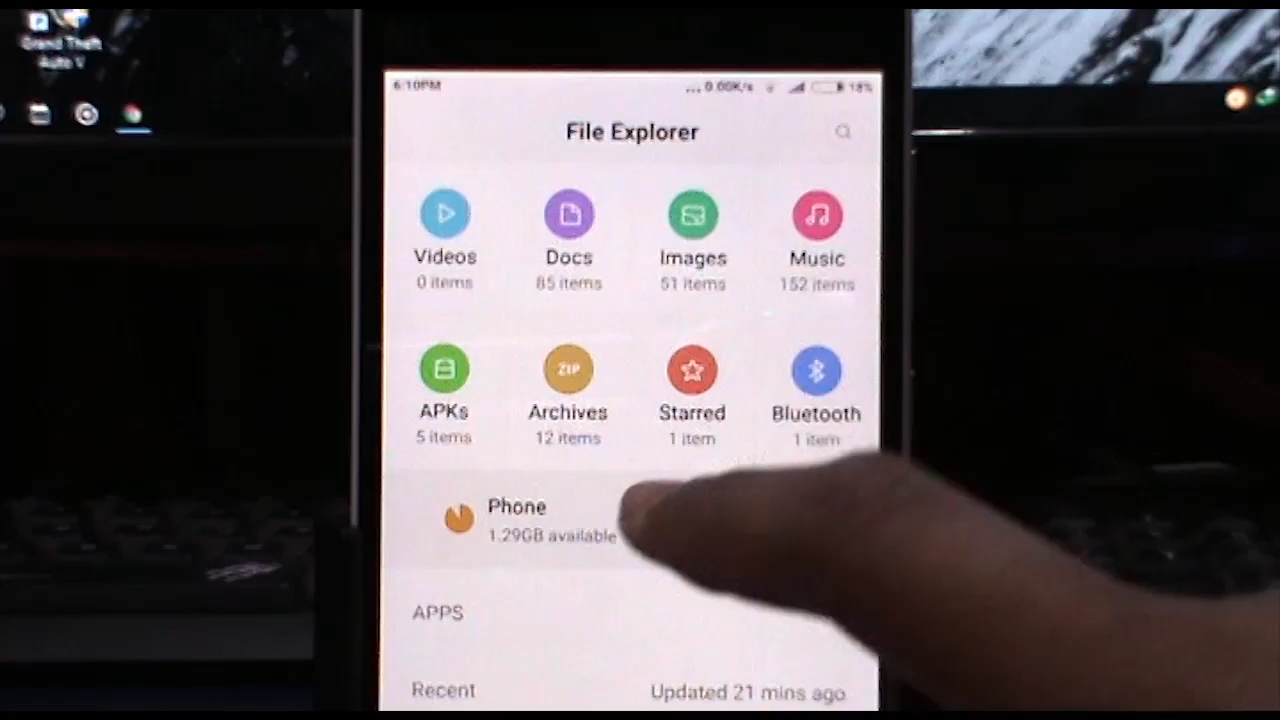 Grand Theft
Auto V
6:10PM
... 0.00K/s 18%
File Explorer
Videos Docs Images Music
0 items 85 items 51 items 152 items
ZIP
APKs Archives Starred Bluetooth
5 items 12 items 1 item 1 item
Phone
1.29GB available
APPS
Recent Updated 21 mins ago